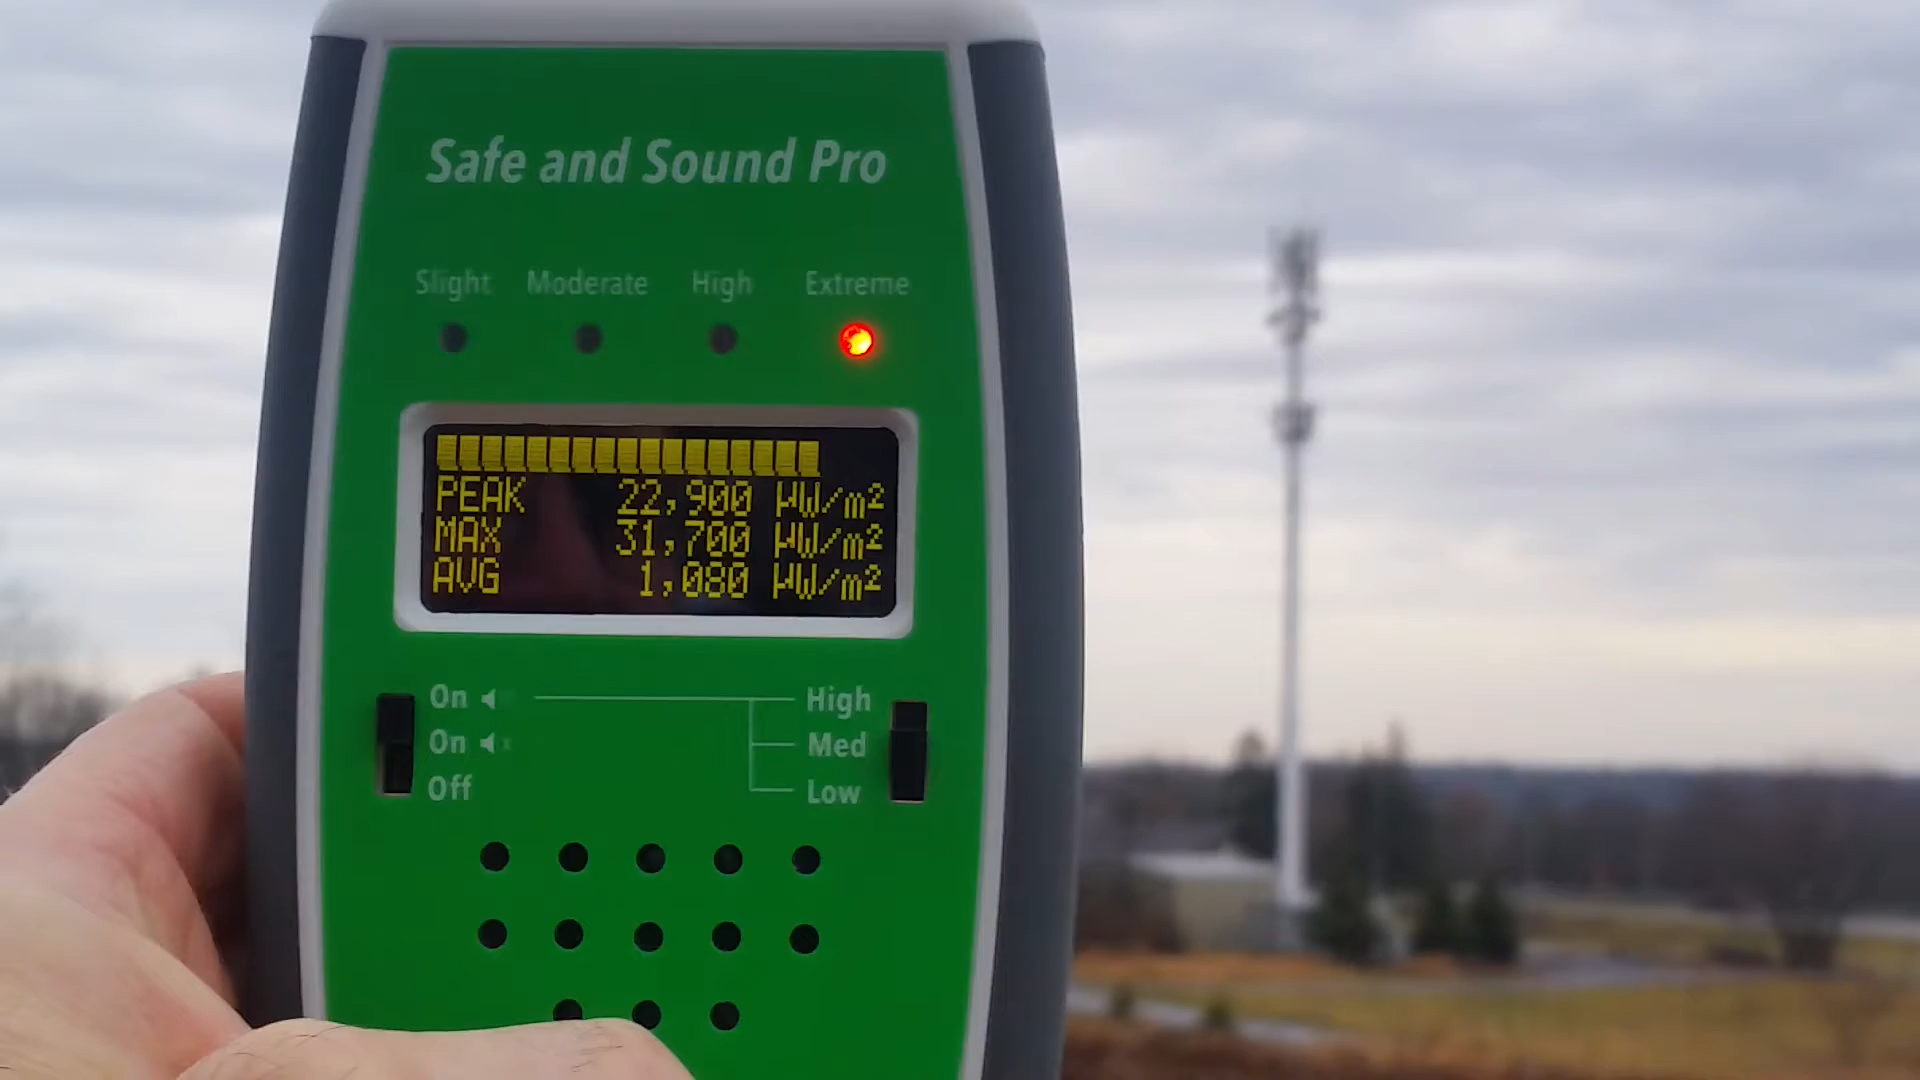 Safe and Sound Pro
Slight Moderate High Extreme
PEAK 22,900 µW/m²
MAX 31,700 µW/m²
AVG 1,080 µW/m²
On High
On Med
Off Low